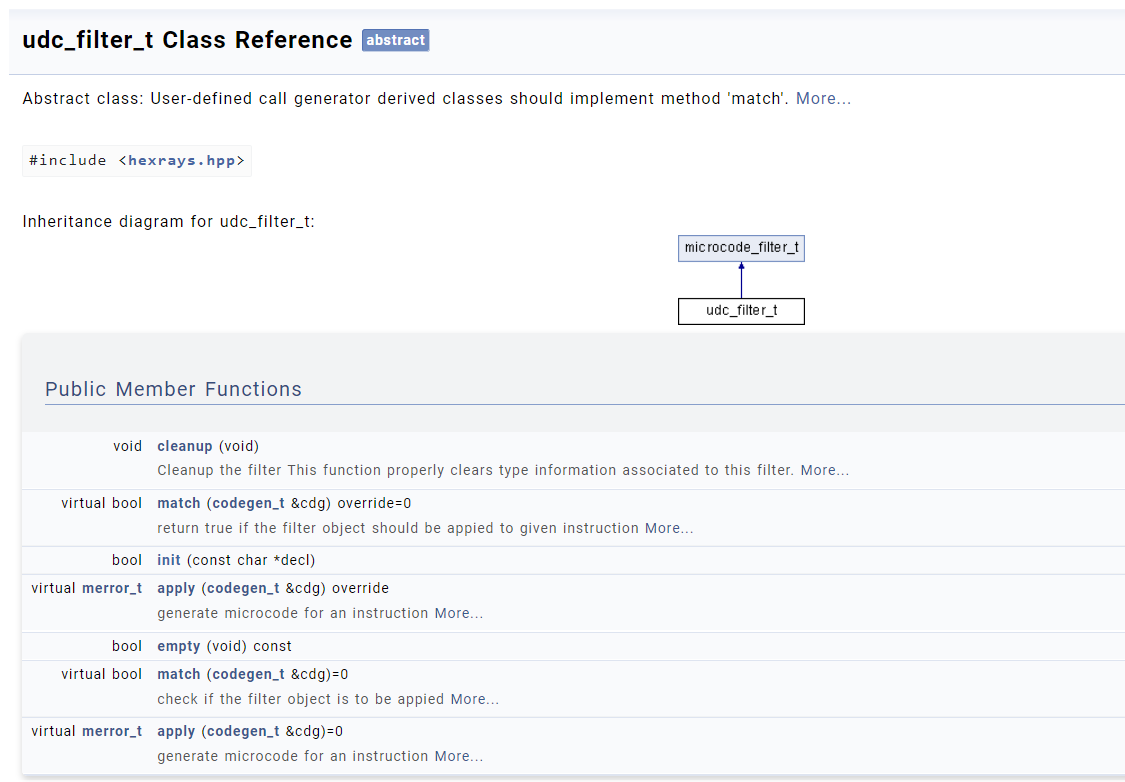 udc_filter_t Class Reference abstract
Abstract class: User-defined call generator derived classes should implement method 'match'. More...
#include <hexrays.hpp>
Inheritance diagram for udc_filter_t:
microcode_filter_t
udc_filter_t
Public Member Functions
void cleanup (void)
Cleanup the filter This function properly clears type information associated to this filter. More...
virtual bool match (codegen_t &cdg) override=0
return true if the filter object should be appied to given instruction More...
bool init (const char *decl)
virtual merror_t apply (codegen_t &cdg) override
generate microcode for an instruction More...
bool empty (void) const
virtual bool match (codegen_t &cdg)=0
check if the filter object is to be appied More...
virtual merror_t apply (codegen_t &cdg)=0
generate microcode for an instruction More...